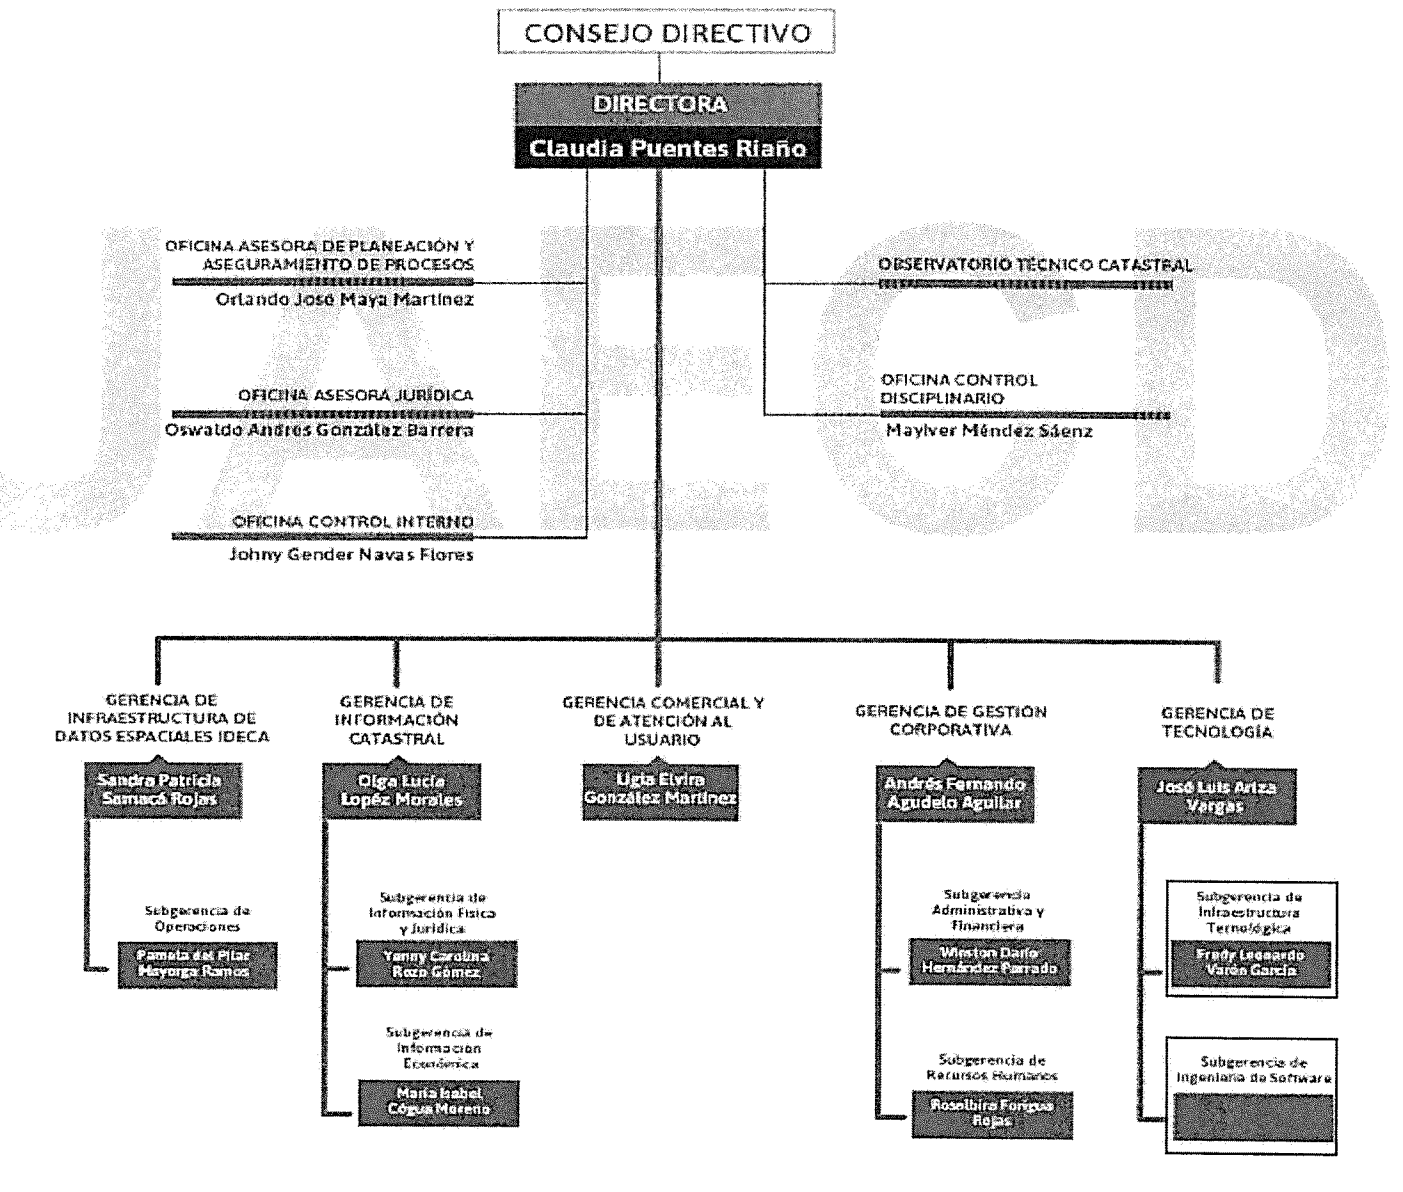 CONSEJO DIRECTIVO
DIRECTORA
Claudia Puentes Riaño
UAECD
OFICINA ASESORA DE PLANEACIÓN Y
ASEGURAMIENTO DE PROCESOS
Orlando José Maya Martínez
OBSERVATORIO TÉCNICO CATASTRAL
OFICINA ASESORA JURÍDICA
Oswaldo Andrés González Barrera
OFICINA CONTROL
DISCIPLINARIO
Maylver Méndez Sáenz
OFICINA CONTROL INTERNO
Johny Gender Navas Flores
GERENCIA DE
INFRAESTRUCTURA DE
DATOS ESPACIALES IDECA
Sandra Patricia
Samacá Rojas
Subgerencia de
Operaciones
Pamela del Pilar
Mayorga Ramos
GERENCIA DE
INFORMACIÓN
CATASTRAL
Olga Lucía
Lopéz Morales
Subgerencia de
Información Física
y Jurídica
Yenny Carolina
Rozo Gómez
Subgerencia de
Información
Económica
María Isabel
Cógua Moreno
GERENCIA COMERCIAL Y
DE ATENCIÓN AL
USUARIO
Ligia Elvira
González Martínez
GERENCIA DE GESTIÓN
CORPORATIVA
Andrés Fernando
Agudelo Aguilar
Subgerencia
Administrativa y
Financiera
Winston Darío
Hernández Parrado
Subgerencia de
Recursos Humanos
Rosalbira Forigua
Rojas
GERENCIA DE
TECNOLOGÍA
José Luis Ariza
Vargas
Subgerencia de
Infraestructura
Tecnológica
Fredy Leonardo
Varón García
Subgerencia de
Ingeniería de Software